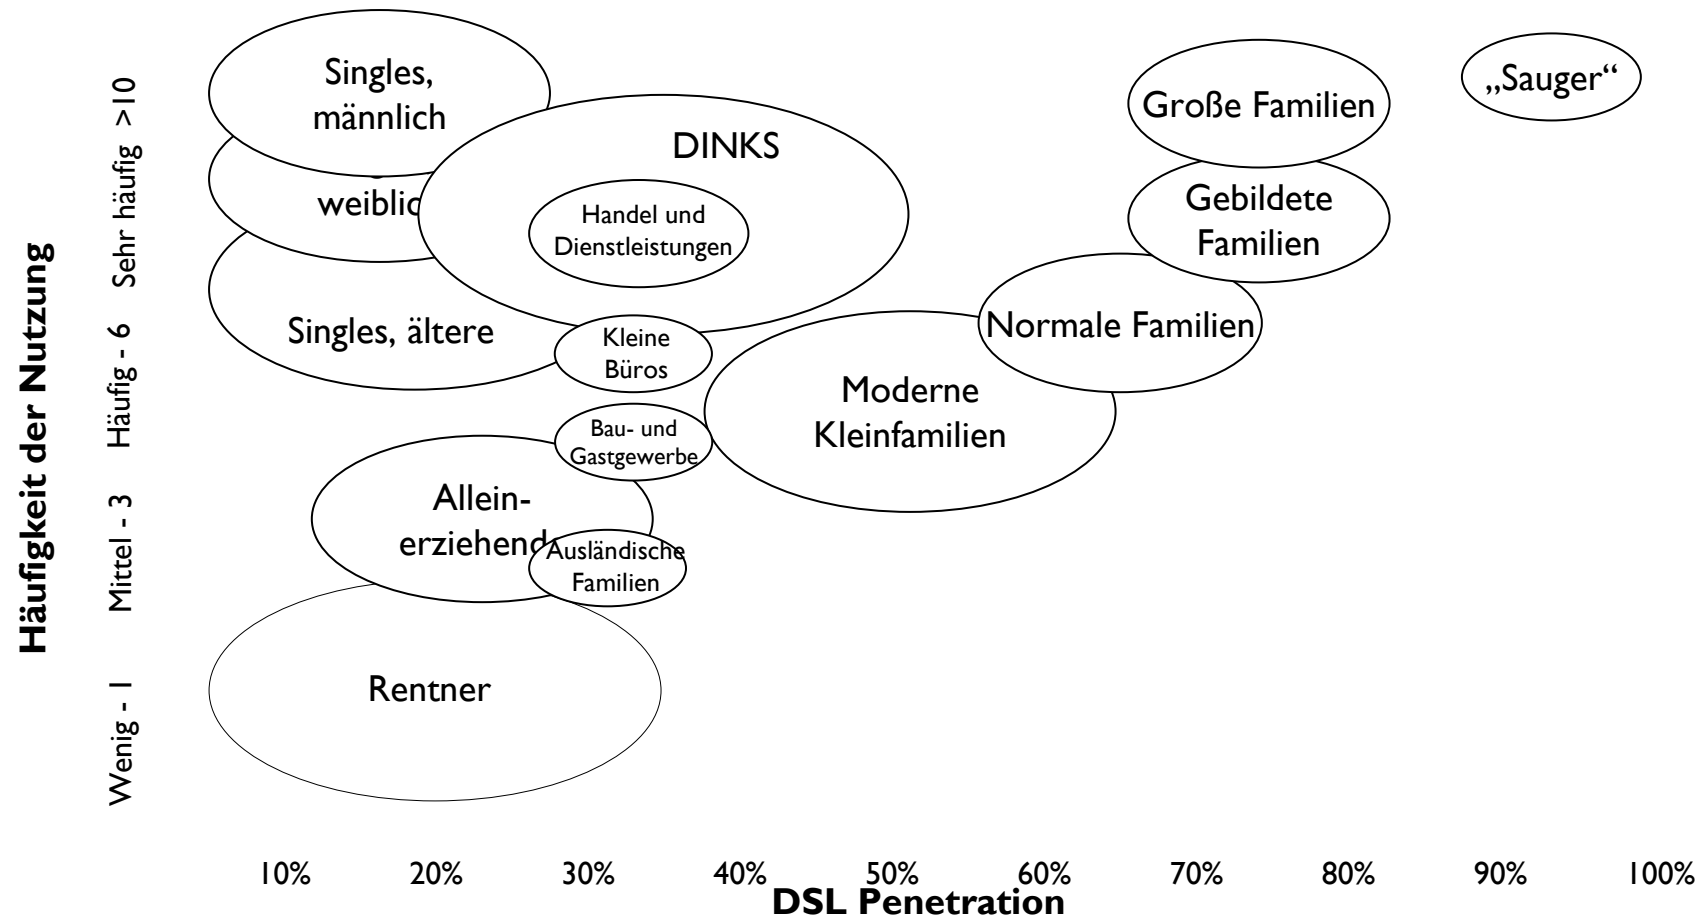 Singles,
männlich
„Sauger“
Große Familien
DINKS
weiblic
Gebildete
Familien
Handel und
Dienstleistungen
Singles, ältere
Kleine
Büros
Normale Familien
Moderne
Kleinfamilien
Bau- und
Gastgewerbe
Allein-
erziehend
Ausländische
Familien
Rentner
Häufigkeit der Nutzung
Wenig - 1 Mittel - 3 Häufig - 6 Sehr häufig >10
10% 20% 30% 40% 50% 60% 70% 80% 90% 100%
DSL Penetration